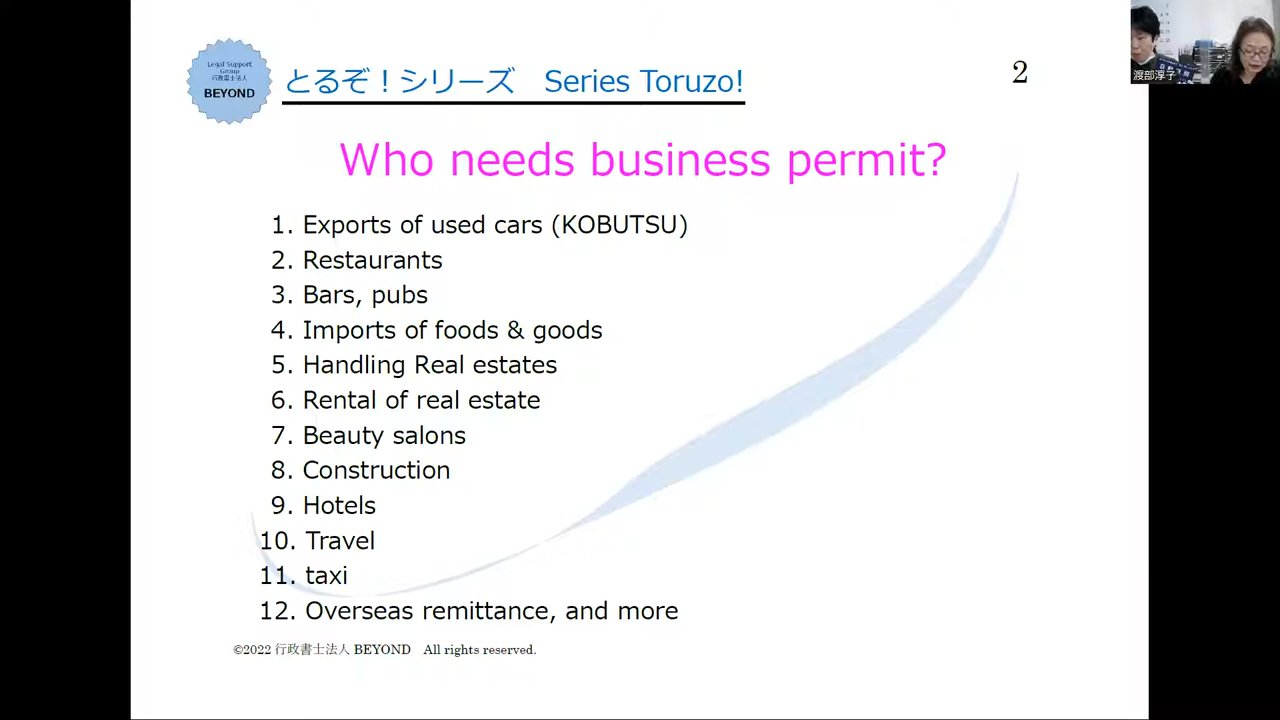 Legal Support
Group
行政書士法人
BEYOND
とるぞ！シリーズ　Series Toruzo!
2
渡部淳子
Who needs business permit?
1. Exports of used cars (KOBUTSU)
2. Restaurants
3. Bars, pubs
4. Imports of foods & goods
5. Handling Real estates
6. Rental of real estate
7. Beauty salons
8. Construction
9. Hotels
10. Travel
11. taxi
12. Overseas remittance, and more
©2022 行政書士法人 BEYOND　All rights reserved.